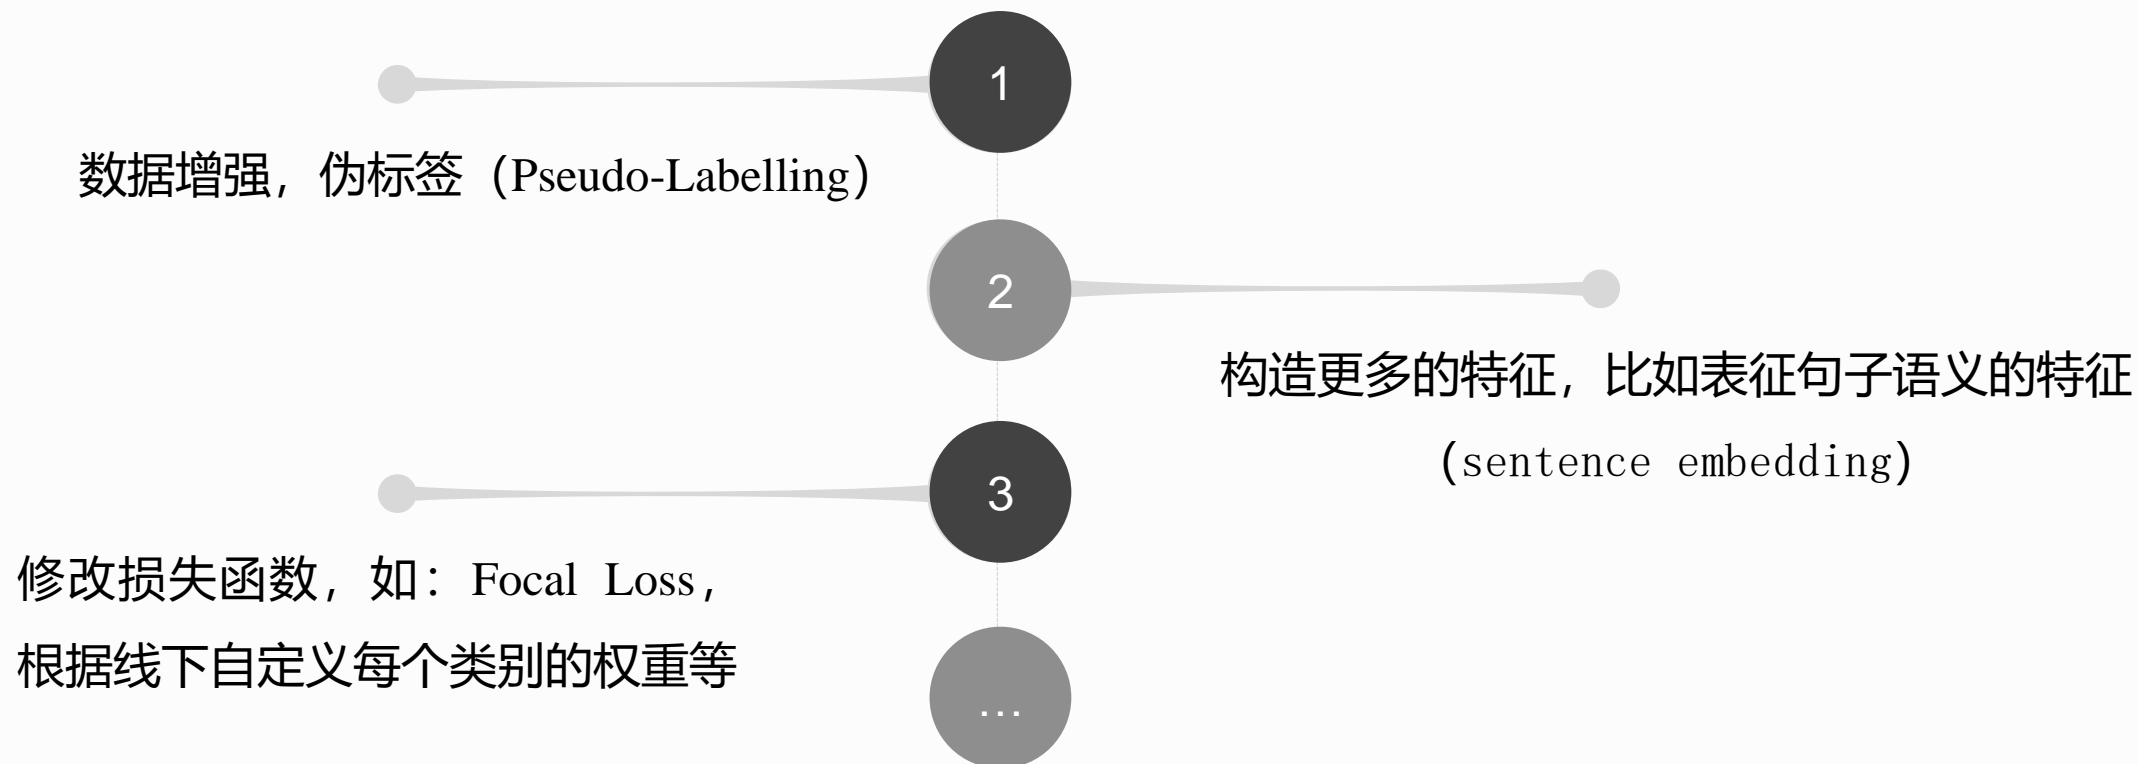 1
数据增强，伪标签（Pseudo-Labelling）
2
构造更多的特征，比如表征句子语义的特征
（sentence embedding）
3
修改损失函数，如：Focal Loss，
根据线下自定义每个类别的权重等
...